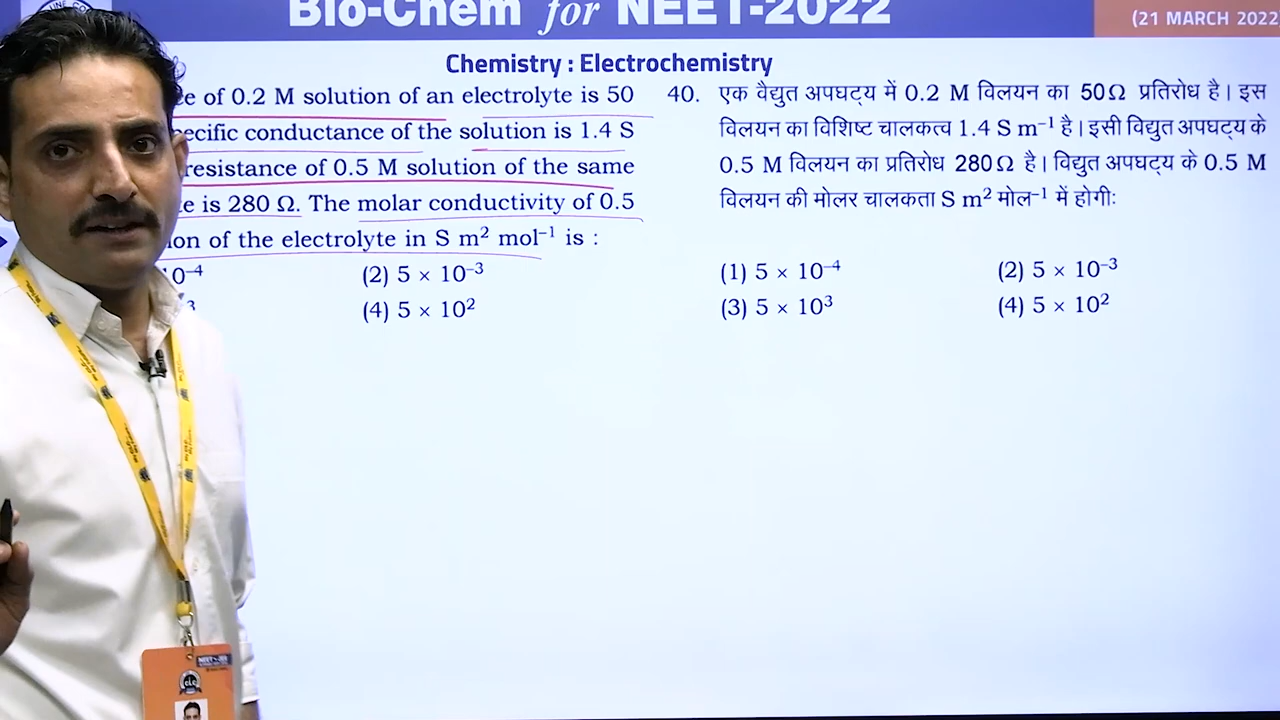 Bio-Chem for NEET-2022
(21 MARCH 2022
Chemistry : Electrochemistry
of 0.2 M solution of an electrolyte is 50
conductance of the solution is 1.4 S
resistance of 0.5 M solution of the same
is 280 Ω. The molar conductivity of 0.5
of the electrolyte in S m² mol⁻¹ is :
10⁻⁴ (2) 5 × 10⁻³
(4) 5 × 10²
40. एक वैद्युत अपघट्य में 0.2 M विलयन का 50Ω प्रतिरोध है। इस
विलयन का विशिष्ट चालकत्व 1.4 S m⁻¹ है। इसी विद्युत अपघट्य के
0.5 M विलयन का प्रतिरोध 280Ω है। विद्युत अपघट्य के 0.5 M
विलयन की मोलर चालकता S m² मोल⁻¹ में होगीः
(1) 5 × 10⁻⁴ (2) 5 × 10⁻³
(3) 5 × 10³ (4) 5 × 10²